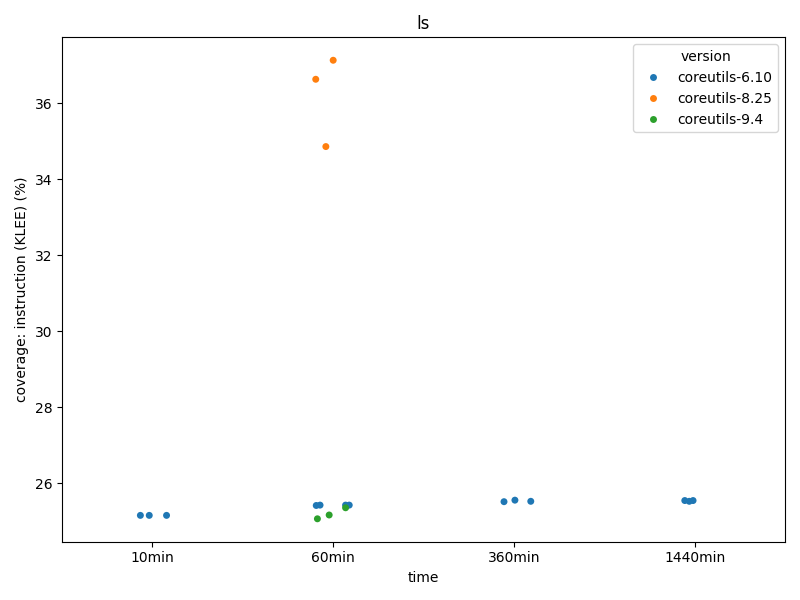 ls
version
coreutils-6.10
coreutils-8.25
coreutils-9.4
coverage: instruction (KLEE) (%)
36
34
32
30
28
26
10min
60min
360min
1440min
time